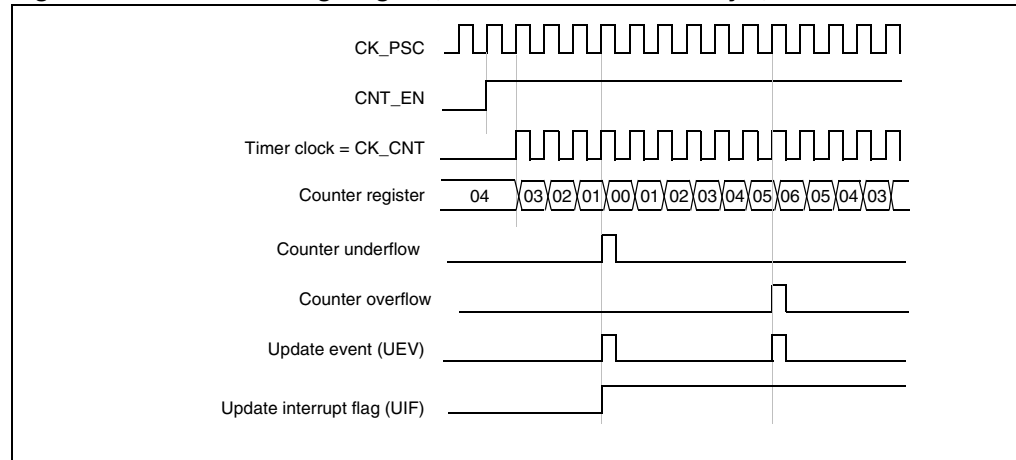 CK_PSC
CNT_EN
Timer clock = CK_CNT
Counter register 04 03 02 01 00 01 02 03 04 05 06 05 04 03
Counter underflow
Counter overflow
Update event (UEV)
Update interrupt flag (UIF)